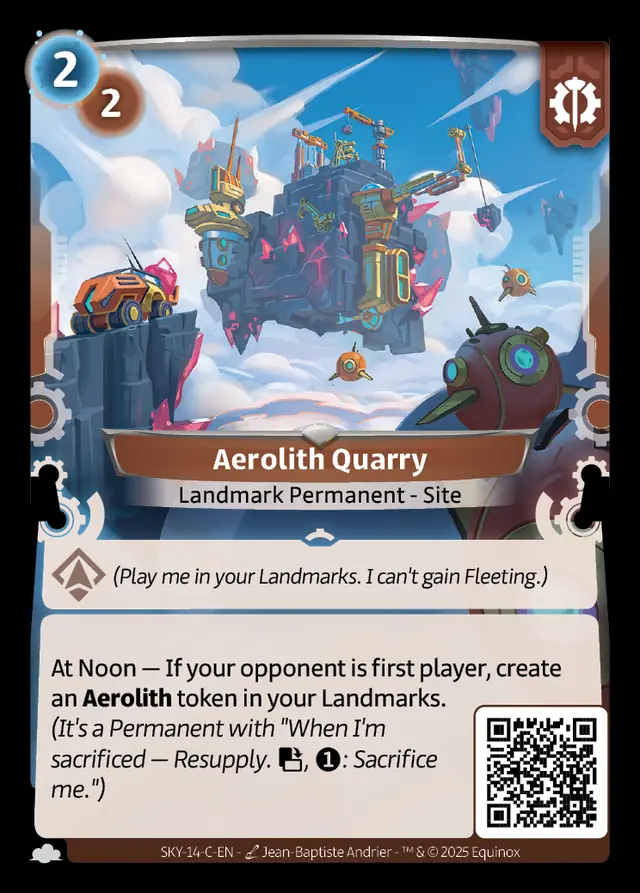 2
2
Aerolith Quarry
Landmark Permanent - Site
(Play me in your Landmarks. I can't gain Fleeting.)
At Noon — If your opponent is first player, create
an Aerolith token in your Landmarks.
(It's a Permanent with "When I'm
sacrificed — Resupply. , 1: Sacrifice
me.")
SKY-14-C-EN - Jean-Baptiste Andrier - ™ & © 2025 Equinox